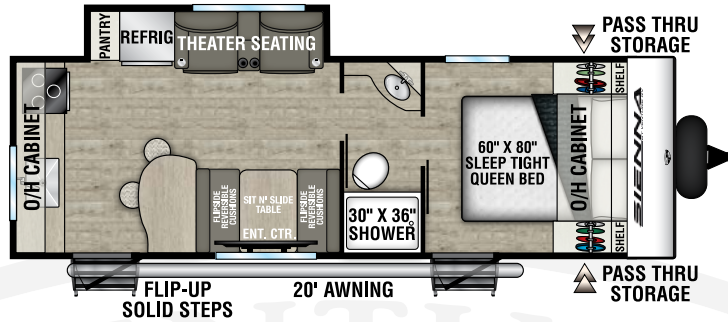 PANTRY
REFRIG
THEATER SEATING
PASS THRU
STORAGE
O/H CABINET
60" X 80"
SLEEP TIGHT
QUEEN BED
O/H CABINET
SHELF
SHELF
SIENNA
FLIPSIDE
REVERSIBLE
CUSHIONS
SIT N' SLIDE
TABLE
FLIPSIDE
REVERSIBLE
CUSHIONS
ENT. CTR.
30" X 36"
SHOWER
FLIP-UP
SOLID STEPS
20' AWNING
PASS THRU
STORAGE